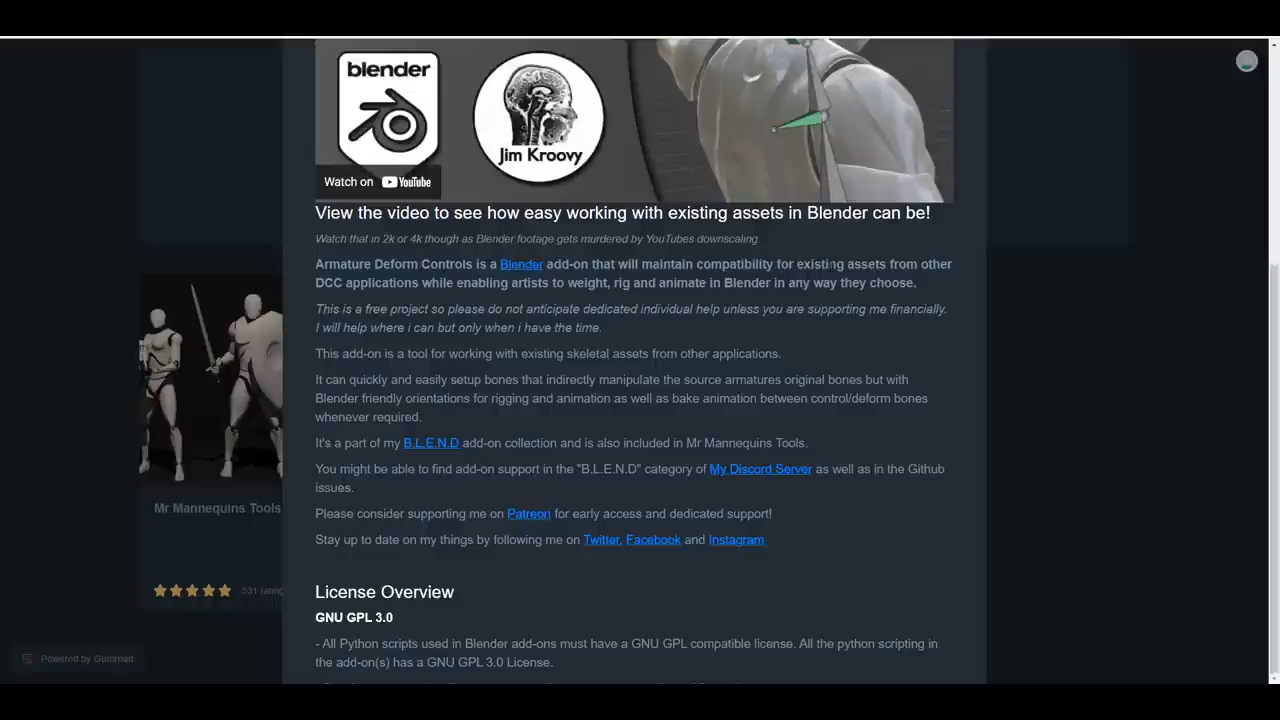 blender
Jim Kroovy
Watch on YouTube
View the video to see how easy working with existing assets in Blender can be!
Watch that in 2k or 4k though as Blender footage gets murdered by YouTubes downscaling.
Armature Deform Controls is a Blender add-on that will maintain compatibility for existing assets from other
DCC applications while enabling artists to weight, rig and animate in Blender in any way they choose.
This is a free project so please do not anticipate dedicated individual help unless you are supporting me financially.
I will help where i can but only when i have the time.
This add-on is a tool for working with existing skeletal assets from other applications.
It can quickly and easily setup bones that indirectly manipulate the source armatures original bones but with
Blender friendly orientations for rigging and animation as well as bake animation between control/deform bones
whenever required.
It's a part of my B.L.E.N.D add-on collection and is also included in Mr Mannequins Tools.
You might be able to find add-on support in the "B.L.E.N.D" category of My Discord Server as well as in the Github
issues.
Please consider supporting me on Patreon for early access and dedicated support!
Stay up to date on my things by following me on Twitter, Facebook and Instagram
License Overview
GNU GPL 3.0
- All Python scripts used in Blender add-ons must have a GNU GPL compatible license. All the python scripting in
the add-on(s) has a GNU GPL 3.0 License.
Mr Mannequins Tools
531
Powered by Gumroad